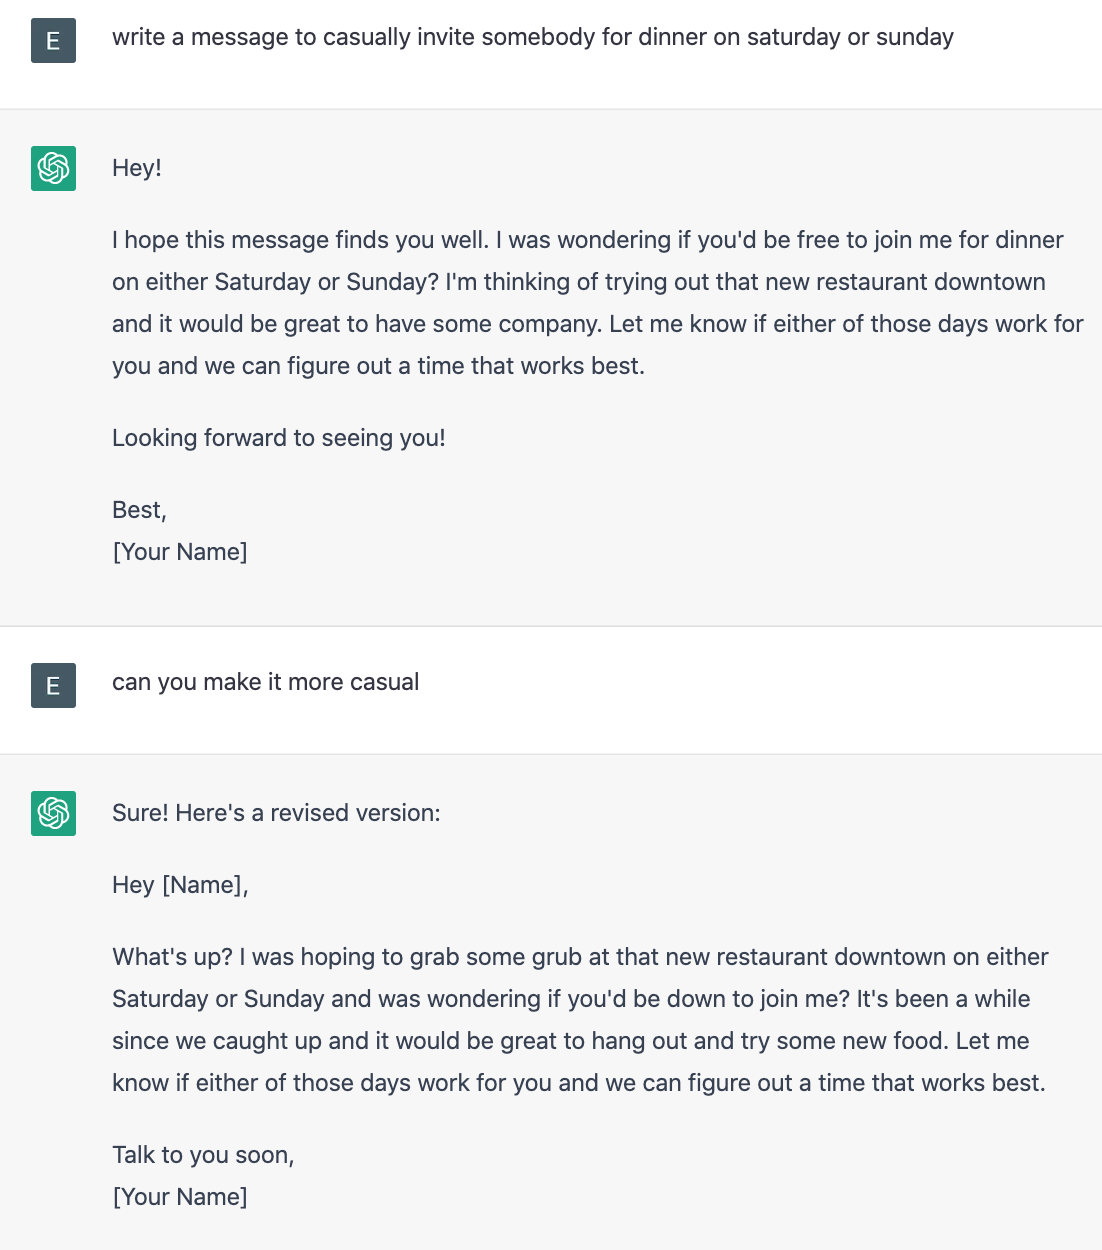 E
write a message to casually invite somebody for dinner on saturday or sunday
Hey!
I hope this message finds you well. I was wondering if you'd be free to join me for dinner
on either Saturday or Sunday? I'm thinking of trying out that new restaurant downtown
and it would be great to have some company. Let me know if either of those days work for
you and we can figure out a time that works best.
Looking forward to seeing you!
Best,
[Your Name]
E
can you make it more casual
Sure! Here's a revised version:
Hey [Name],
What's up? I was hoping to grab some grub at that new restaurant downtown on either
Saturday or Sunday and was wondering if you'd be down to join me? It's been a while
since we caught up and it would be great to hang out and try some new food. Let me
know if either of those days work for you and we can figure out a time that works best.
Talk to you soon,
[Your Name]